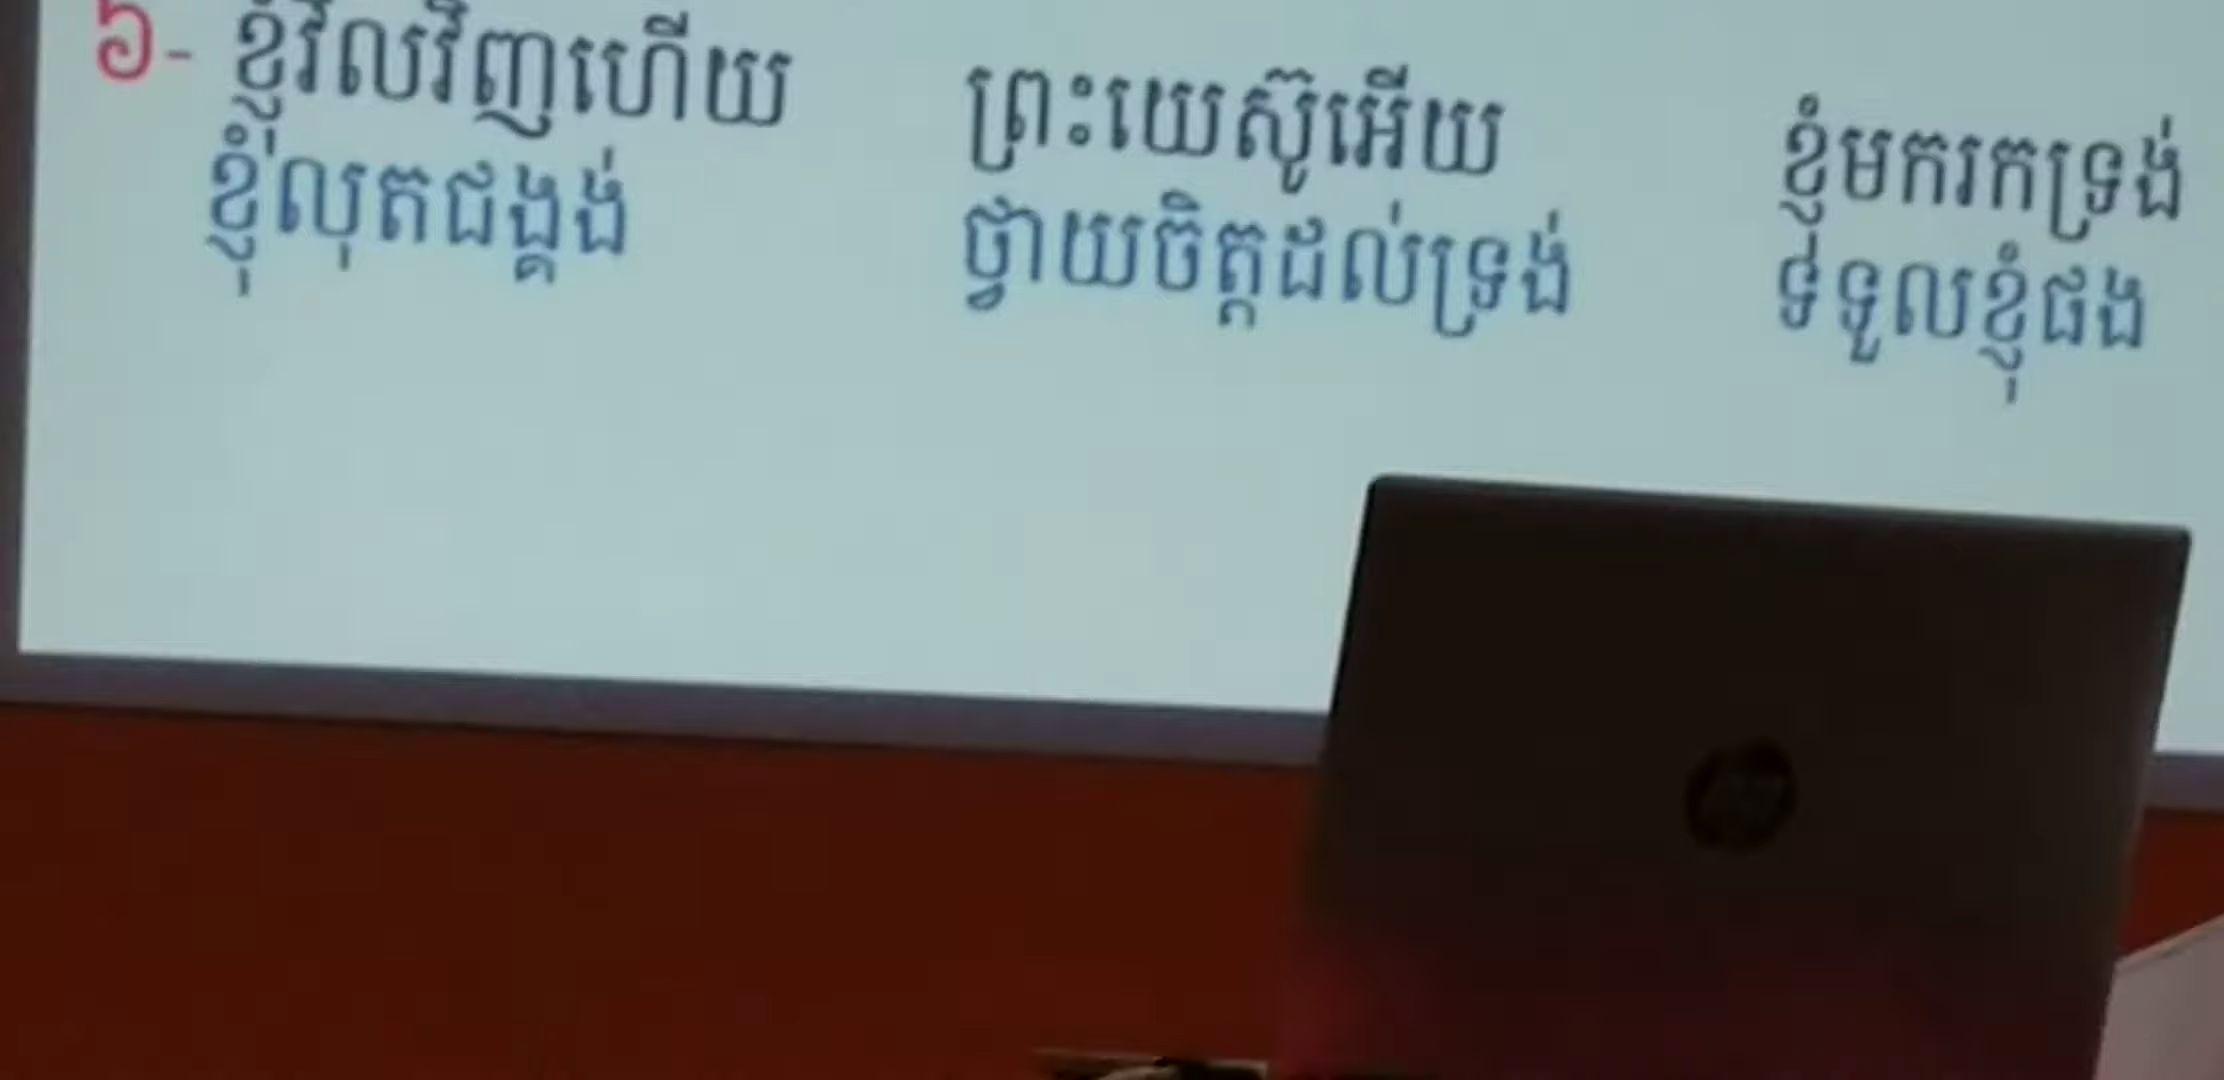 ៦- ខ្ញុំវិលវិញហើយ ព្រះយេស៊ូអើយ ខ្ញុំមករកទ្រង់
ខ្ញុំលុតជង្គង់ ថ្វាយចិត្តដល់ទ្រង់ ទទួលខ្ញុំផង